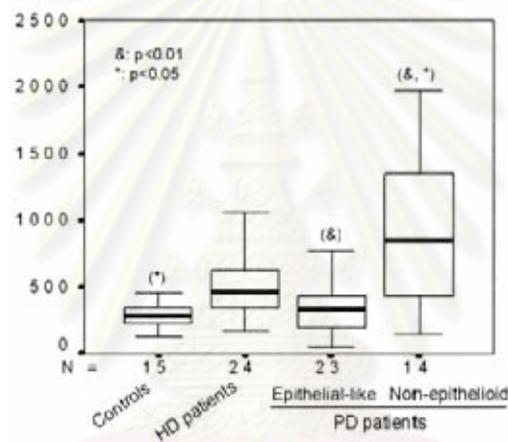 2500
&: p<0.01
*: p<0.05
2000
(&, *)
1500
1000
(*)
(&)
500
0
N = 15 24 23 14
Controls
HD patients
Epithelial-like Non-epithelioid
PD patients